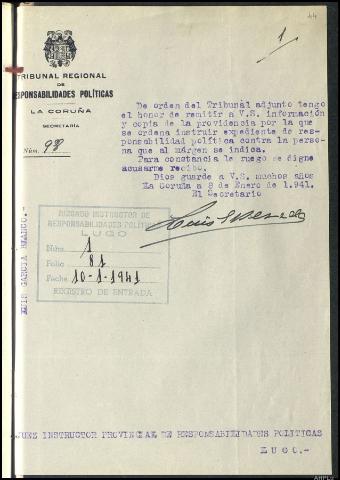 44
1
TRIBUNAL REGIONAL
DE
RESPONSABILIDADES POLÍTICAS
LA CORUÑA
SECRETARÍA
Núm. 98
De orden del Tribunal adjunto tengo
el honor de remitir a V.S. información
y copia de la providencia por la que
se ordena instruir expediente de res-
ponsabilidad política contra la perso-
na que al márgen se indica.
Para constancia le ruego se digne
acusarme recibo.
Dios guarde a V.S. muchos años
La Coruña a 8 de Enero de 1.941.
El Secretario
LUIS GARCIA BLANCO.-
JUZGADO INSTRUCTOR DE
RESPONSABILIDADES POLITICAS
LUGO
Núm. 1
Folio 81
Fecha 10-1-1941
REGISTRO DE ENTRADA
JUEZ INSTRUCTOR PROVINCIAL DE RESPONSABILIDADES POLITICAS
LUGO.-
AHPLu